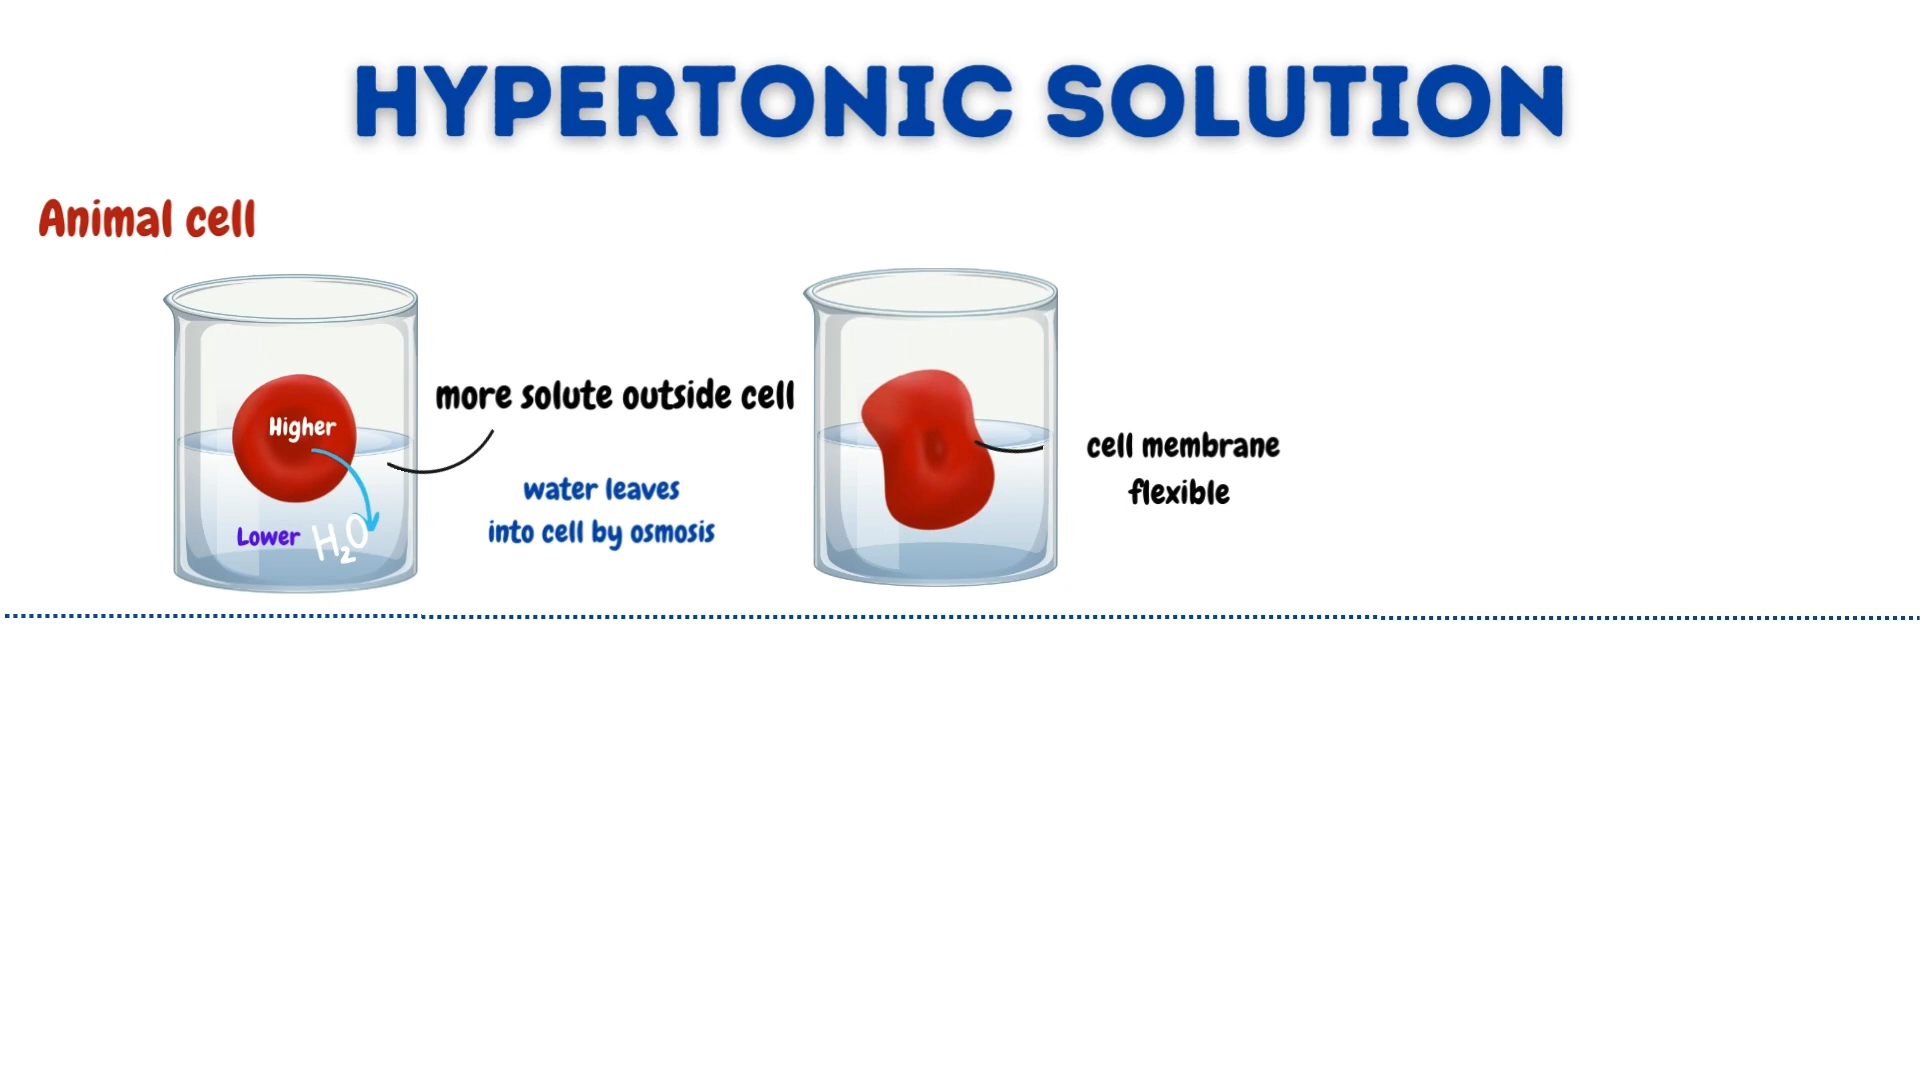 HYPERTONIC SOLUTION
Animal cell
Higher
Lower H₂O
more solute outside cell
water leaves
into cell by osmosis
cell membrane
flexible